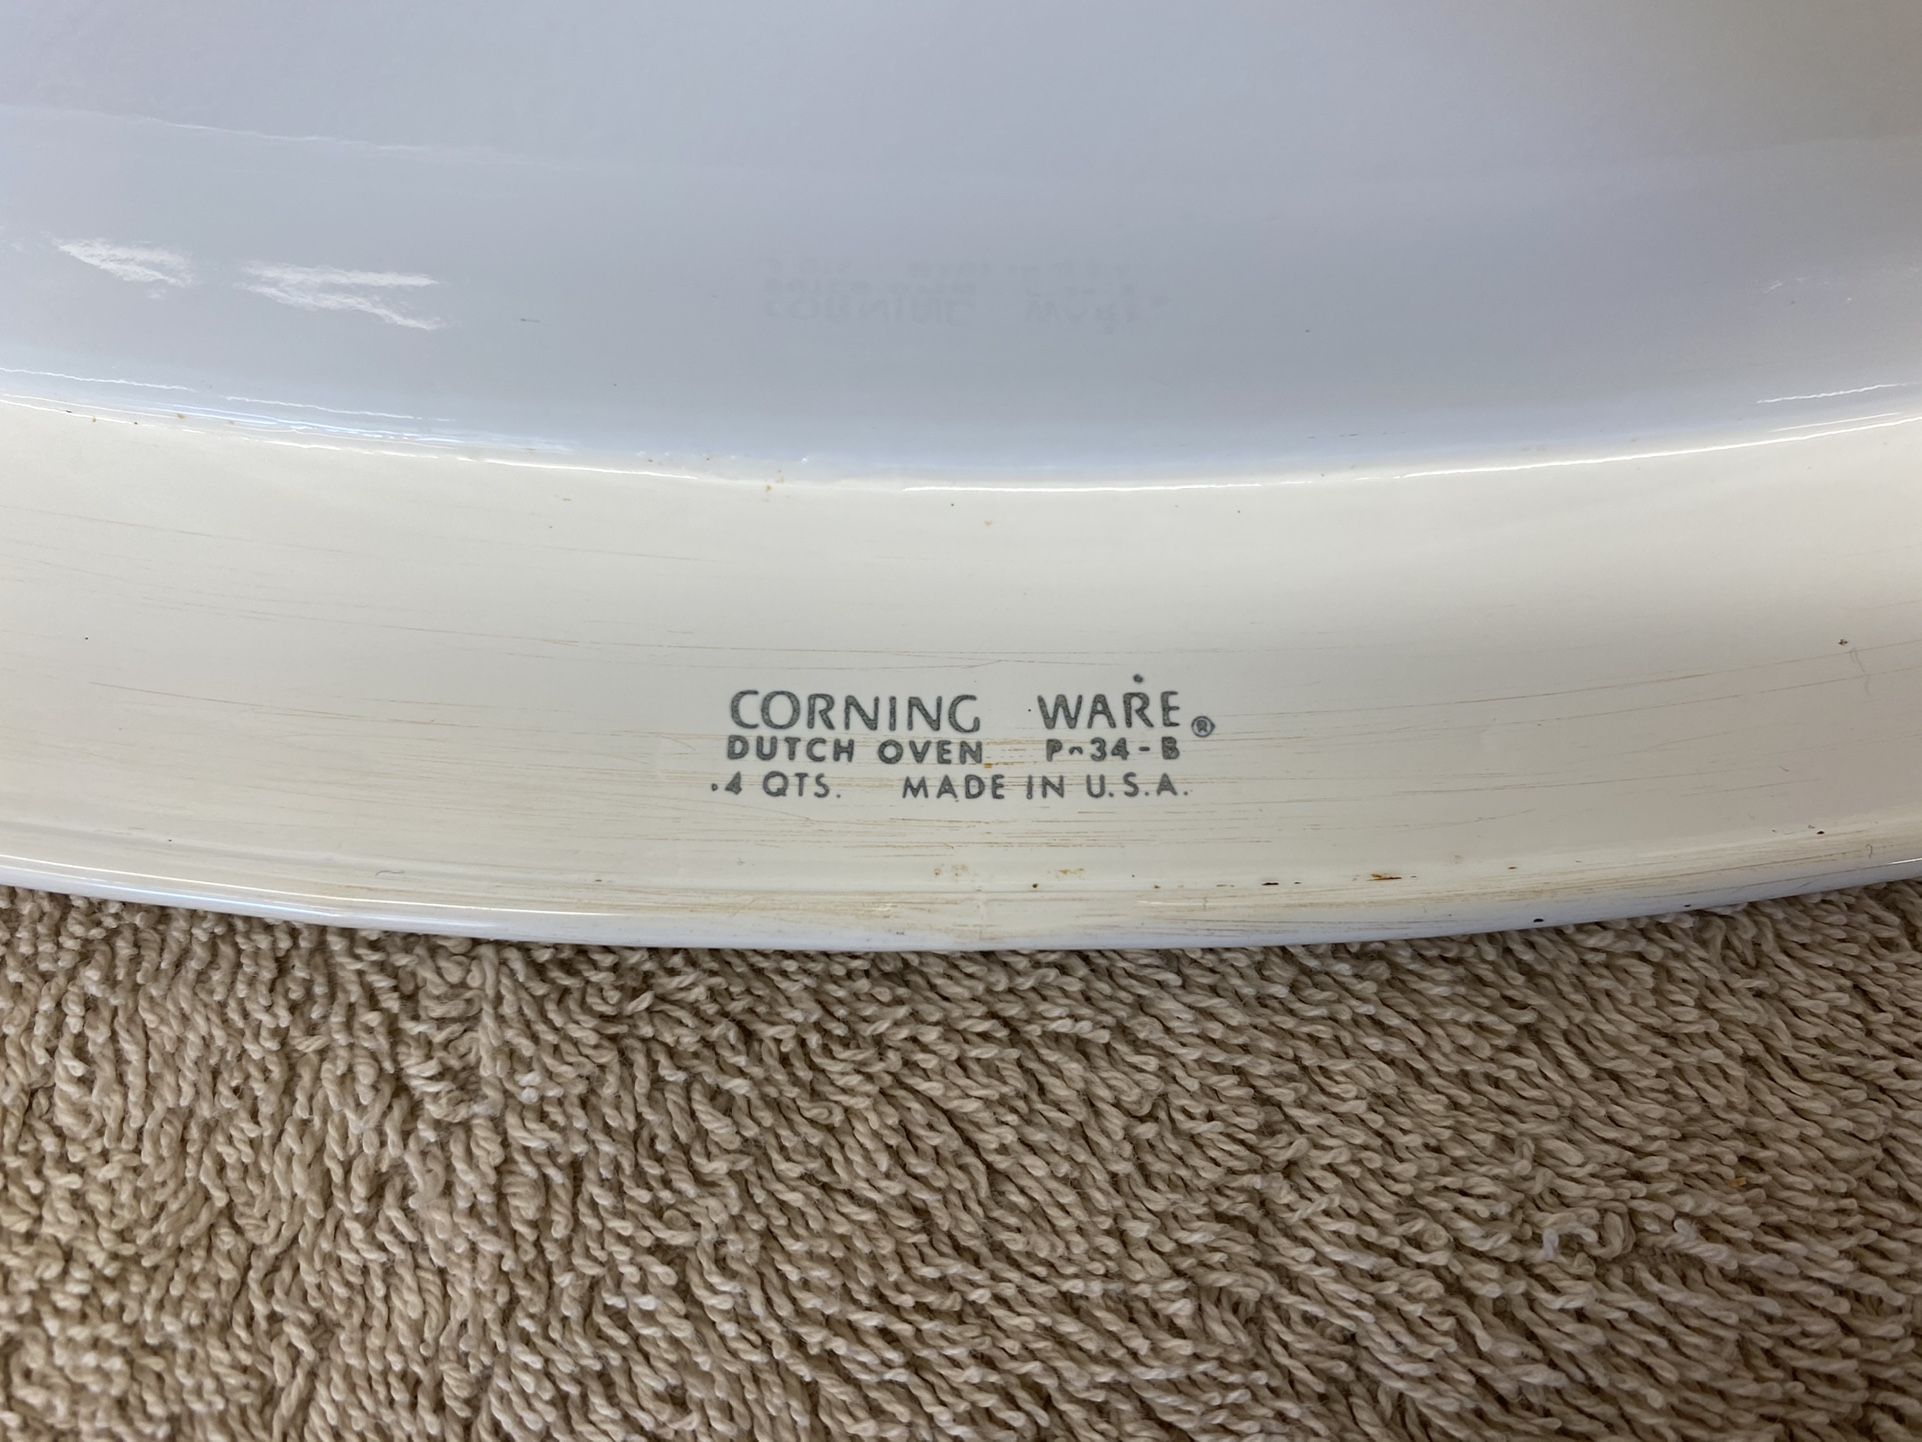 CORNING WARE®
DUTCH OVEN P-34-B
4 QTS. MADE IN U.S.A.